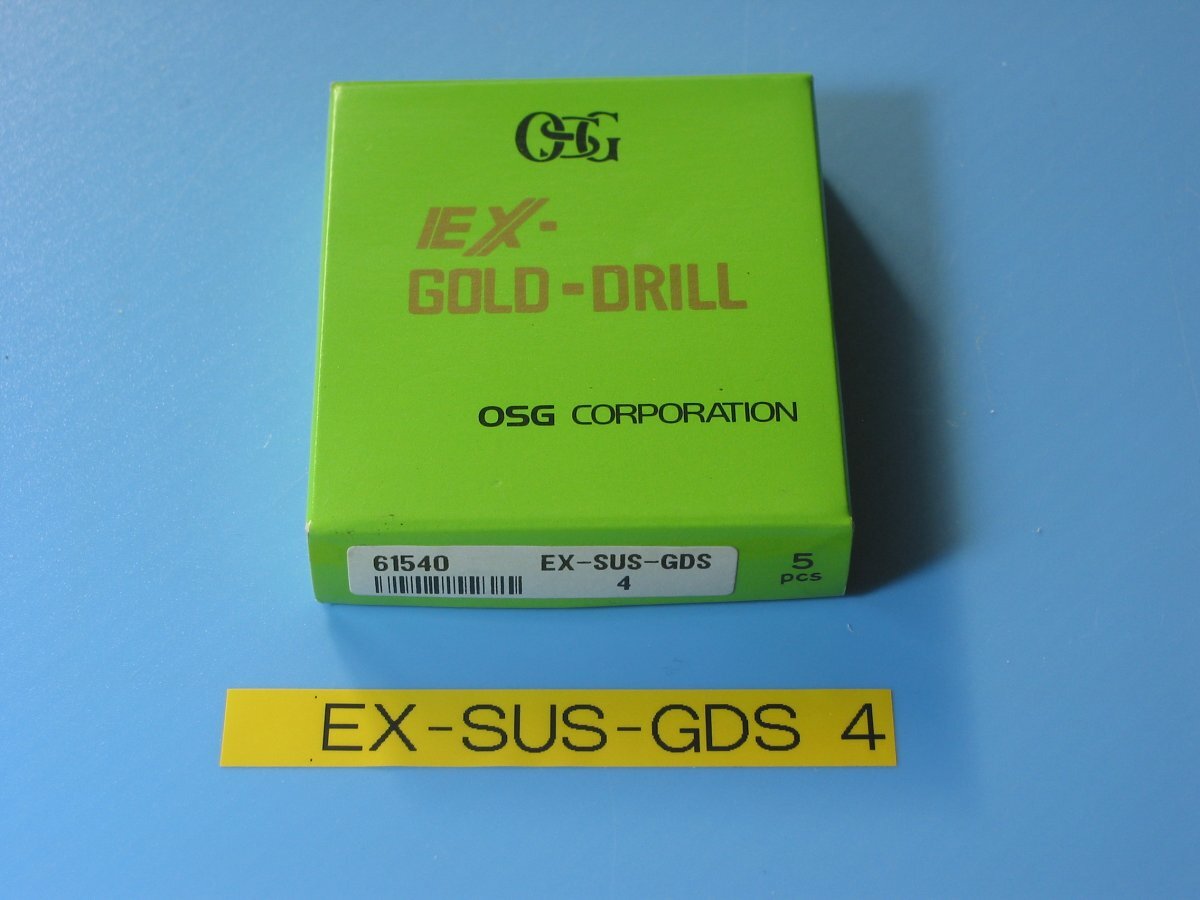 OSG
EX-
GOLD-DRILL
OSG CORPORATION
61540 EX-SUS-GDS
4
5
pcs
EX-SUS-GDS 4